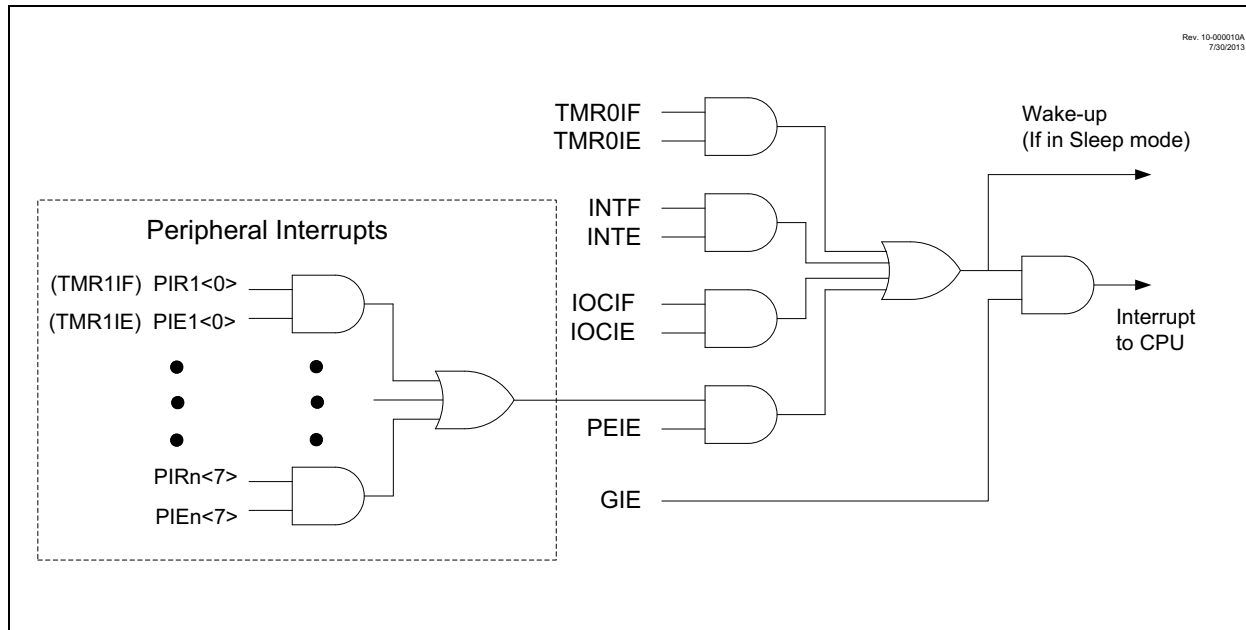 Rev. 10-000010A
7/30/2013
TMR0IF
TMR0IE
Wake-up
(If in Sleep mode)
INTF
INTE
Peripheral Interrupts
(TMR1IF) PIR1<0>
(TMR1IE) PIE1<0>
IOCIF
IOCIE
Interrupt
to CPU
PEIE
PIRn<7>
PIEn<7>
GIE